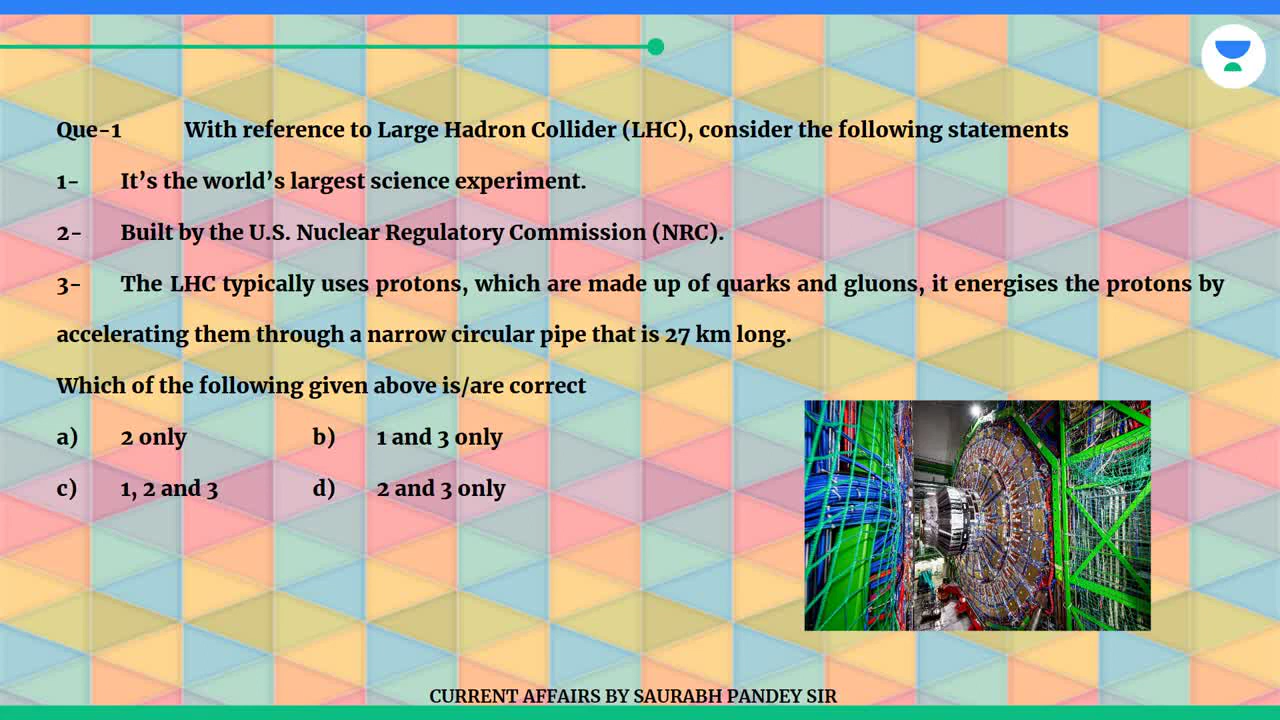 Que-1 With reference to Large Hadron Collider (LHC), consider the following statements
1- It’s the world’s largest science experiment.
2- Built by the U.S. Nuclear Regulatory Commission (NRC).
3- The LHC typically uses protons, which are made up of quarks and gluons, it energises the protons by
accelerating them through a narrow circular pipe that is 27 km long.
Which of the following given above is/are correct
a) 2 only b) 1 and 3 only
c) 1, 2 and 3 d) 2 and 3 only
CURRENT AFFAIRS BY SAURABH PANDEY SIR